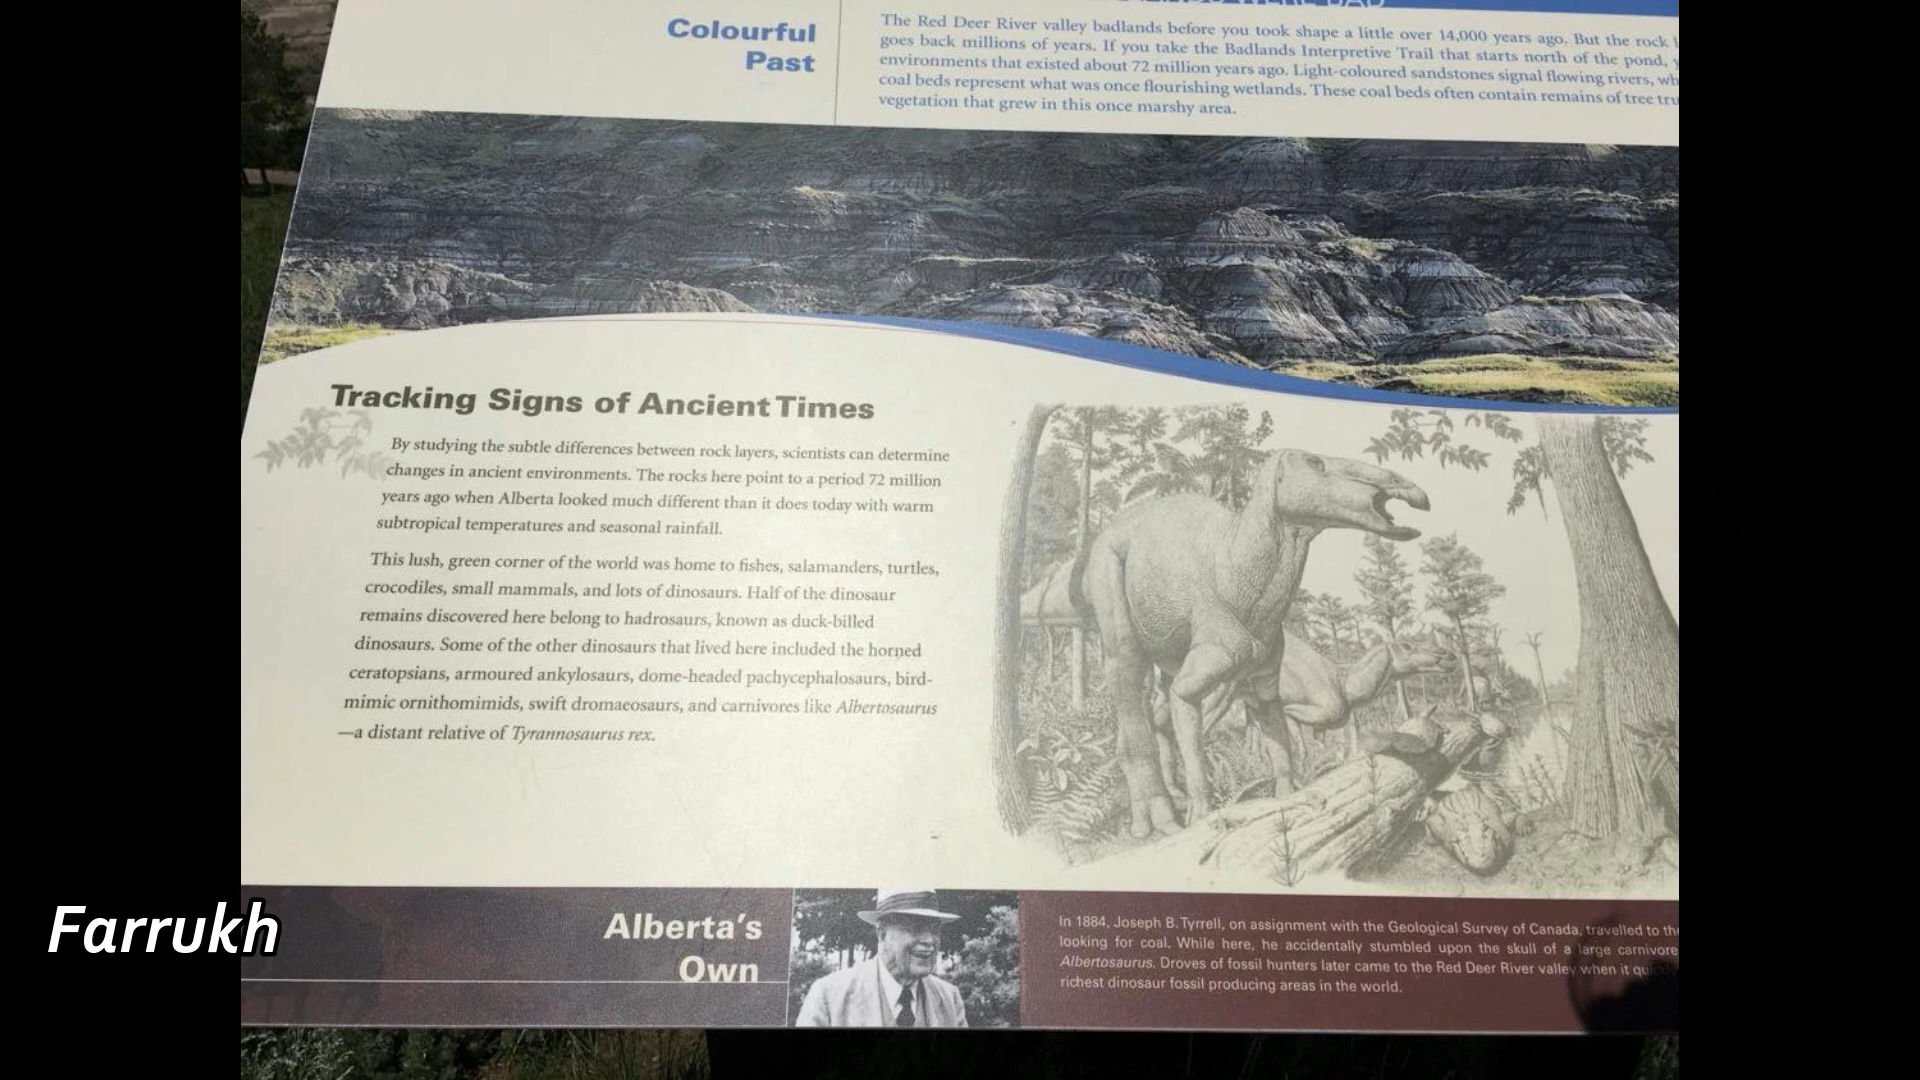 Colourful
Past
The Red Deer River valley badlands before you took shape a little over 14,000 years ago. But the rock
goes back millions of years. If you take the Badlands Interpretive Trail that starts north of the pond,
environments that existed about 72 million years ago. Light-coloured sandstones signal flowing rivers,
coal beds represent what was once flourishing wetlands. These coal beds often contain remains of tree
vegetation that grew in this once marshy area.
Tracking Signs of Ancient Times
By studying the subtle differences between rock layers, scientists can determine
changes in ancient environments. The rocks here point to a period 72 million
years ago when Alberta looked much different than it does today with warm
subtropical temperatures and seasonal rainfall.
This lush, green corner of the world was home to fishes, salamanders, turtles,
crocodiles, small mammals, and lots of dinosaurs. Half of the dinosaur
remains discovered here belong to hadrosaurs, known as duck-billed
dinosaurs. Some of the other dinosaurs that lived here included the horned
ceratopsians, armoured ankylosaurs, dome-headed pachycephalosaurs, bird-
mimic ornithomimids, swift dromaeosaurs, and carnivores like Albertosaurus
—a distant relative of Tyrannosaurus rex.
Farrukh
Alberta's
Own
In 1884, Joseph B. Tyrrell, on assignment with the Geological Survey of Canada, travelled to
looking for coal. While here, he accidentally stumbled upon the skull of a large carnivore
Albertosaurus. Droves of fossil hunters later came to the Red Deer River valley when it
richest dinosaur fossil producing areas in the world.